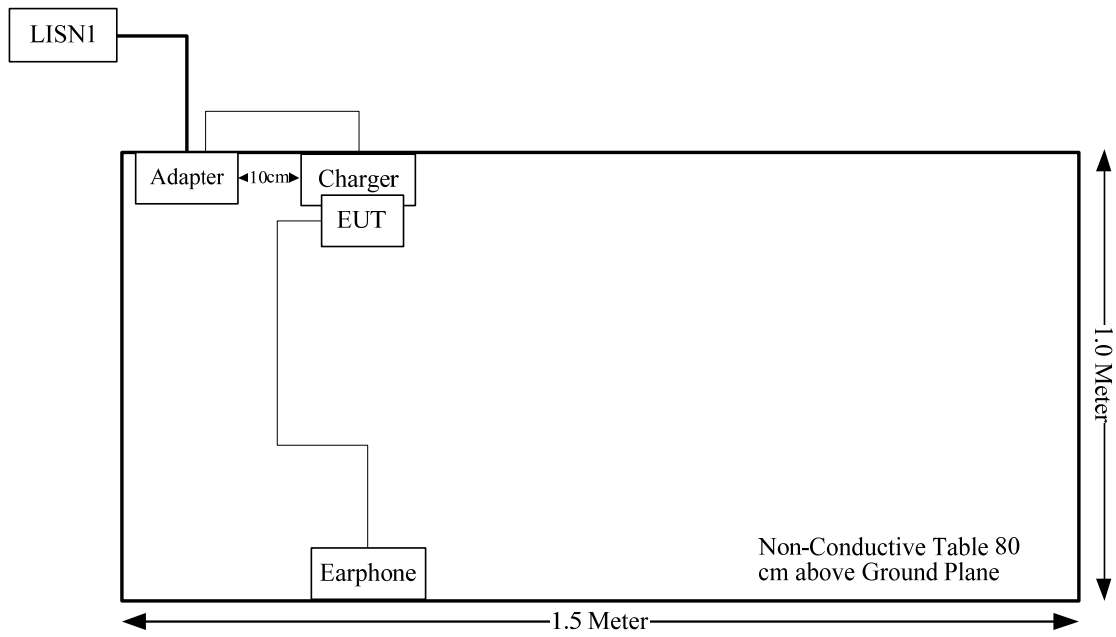 LISN1
Adapter
10cm
Charger
EUT
1.0 Meter
Earphone
Non-Conductive Table 80
cm above Ground Plane
1.5 Meter